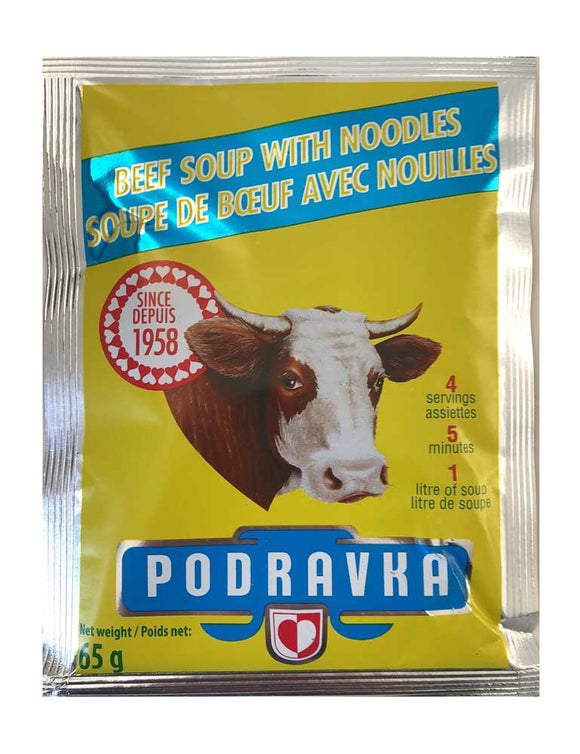 BEEF SOUP WITH NOODLES
SOUPE DE BŒUF AVEC NOUILLES
SINCE
DEPUIS
1958
4
servings
assiettes
5
minutes
1
litre of soup
litre de soupe
PODRAVKA
Net weight / Poids net:
65 g